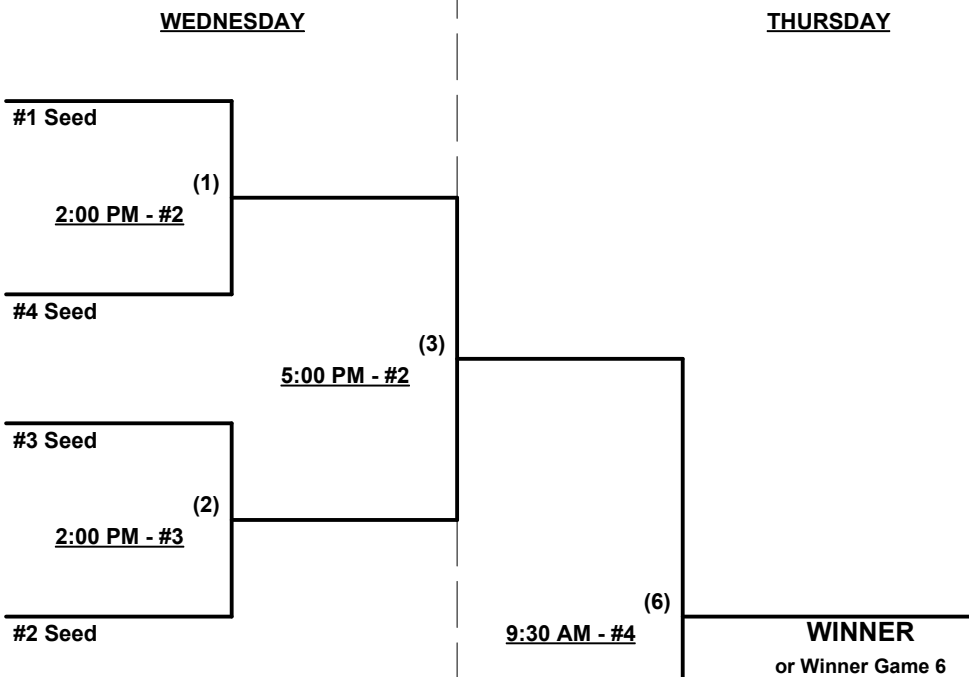 WEDNESDAY
THURSDAY
#1 Seed
(1)
2:00 PM - #2
#4 Seed
(3)
5:00 PM - #2
#3 Seed
(2)
2:00 PM - #3
#2 Seed
(6)
9:30 AM - #4
WINNER
or Winner Game 6